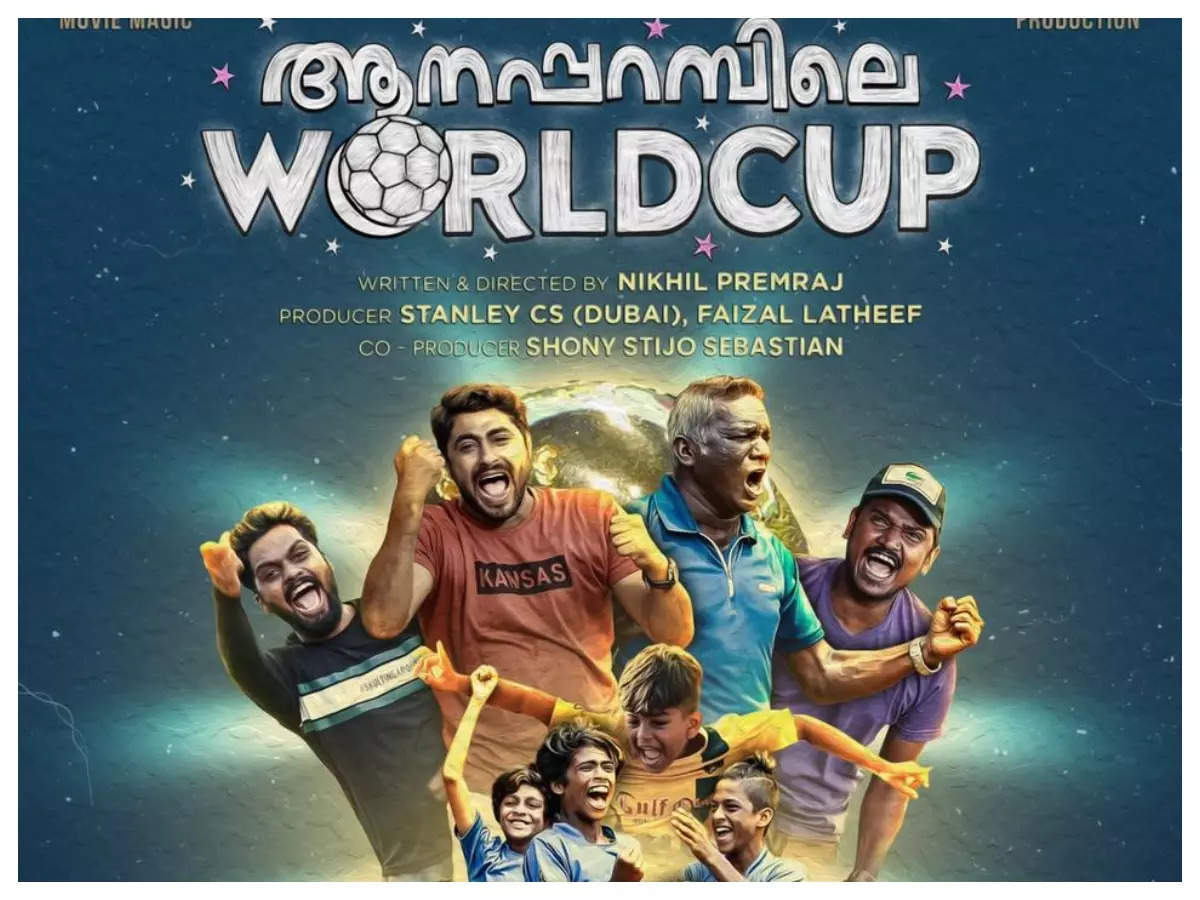 MOVIE MAGIC
PRODUCTION
ആനപ്പറമ്പിലെ
WORLDCUP
WRITTEN & DIRECTED BY NIKHIL PREMRAJ
PRODUCER STANLEY CS (DUBAI), FAIZAL LATHEEF
CO - PRODUCER SHONY STIJO SEBASTIAN
KANSAS
Gulf